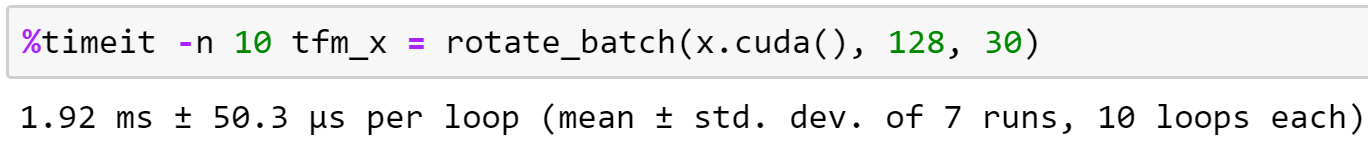 %timeit -n 10 tfm_x = rotate_batch(x.cuda(), 128, 30)
1.92 ms ± 50.3 µs per loop (mean ± std. dev. of 7 runs, 10 loops each)